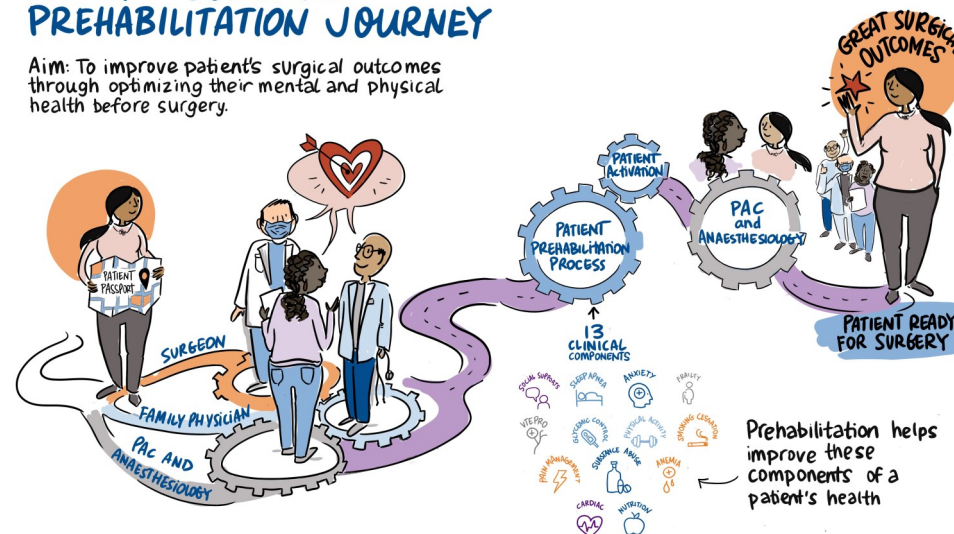 PREHABILITATION JOURNEY
Aim: To improve patient's surgical outcomes
through optimizing their mental and physical
health before surgery.
PATIENT
PASSPORT
SURGEON
FAMILY PHYSICIAN
PAC AND
ANAESTHESIOLOGY
PATIENT
ACTIVATION
PATIENT
PREHABILITATION
PROCESS
PAC
and
ANAESTHESIOLOGY
GREAT SURGICAL
OUTCOMES
PATIENT READY
FOR SURGERY
13
CLINICAL
COMPONENTS
SOCIAL SUPPORTS
SLEEP APNEA
ANXIETY
FRAILTY
VTE PRO
GLYCEMIC CONTROL
PHYSICAL ACTIVITY
SMOKING CESSATION
PAIN MANAGEMENT
SUBSTANCE ABUSE
ANEMIA
CARDIAC
NUTRITION
Prehabilitation helps
improve these
components of a
patient's health